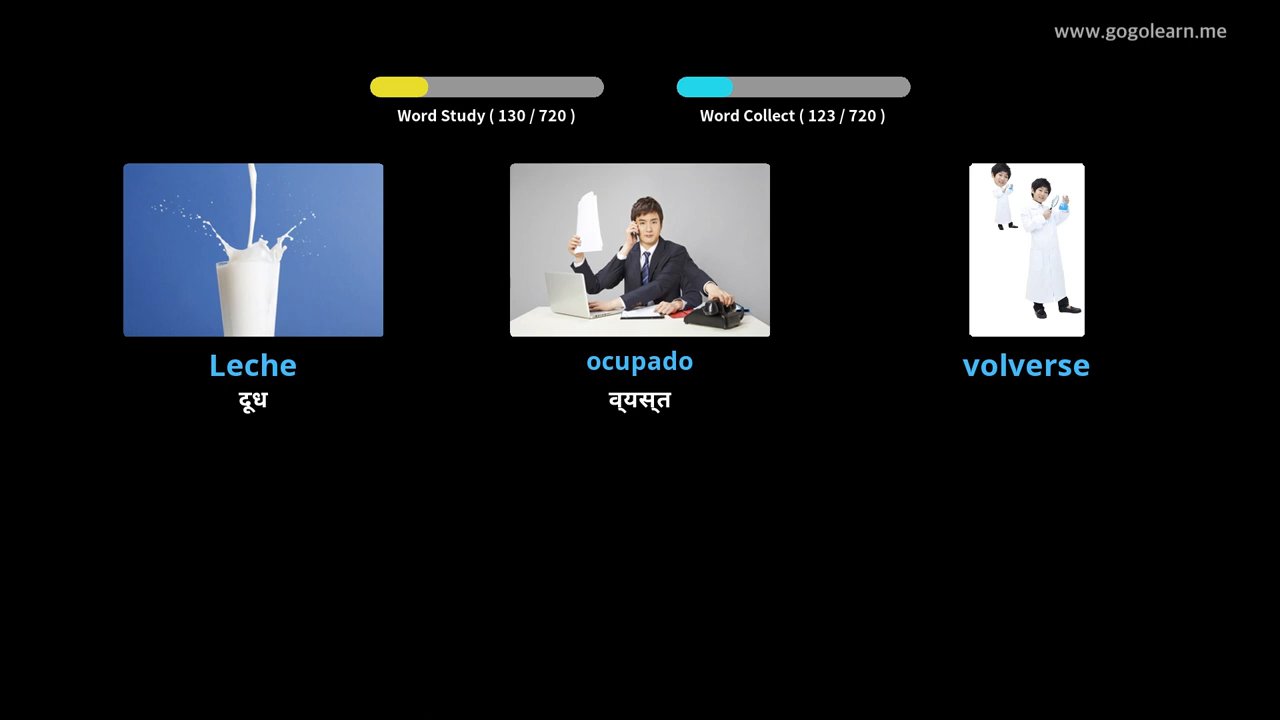 www.gogolearn.me
Word Study ( 130 / 720 )
Word Collect ( 123 / 720 )
Leche
दूध
ocupado
व्यस्त
volverse